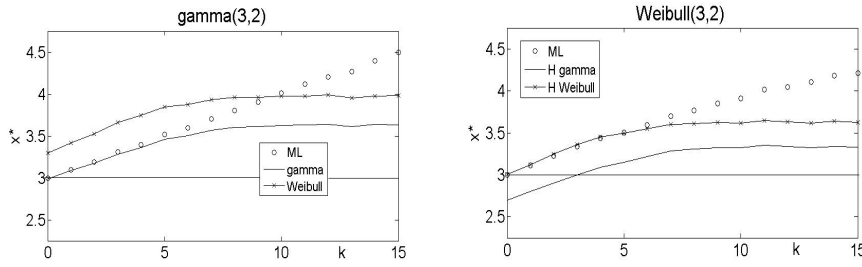 gamma(3,2)
4.5
4
3.5
3
2.5
x*
ML
gamma
Weibull
0
5
10
k
15
Weibull(3,2)
4.5
4
3.5
3
2.5
x*
ML
H gamma
H Weibull
0
5
10
k
15